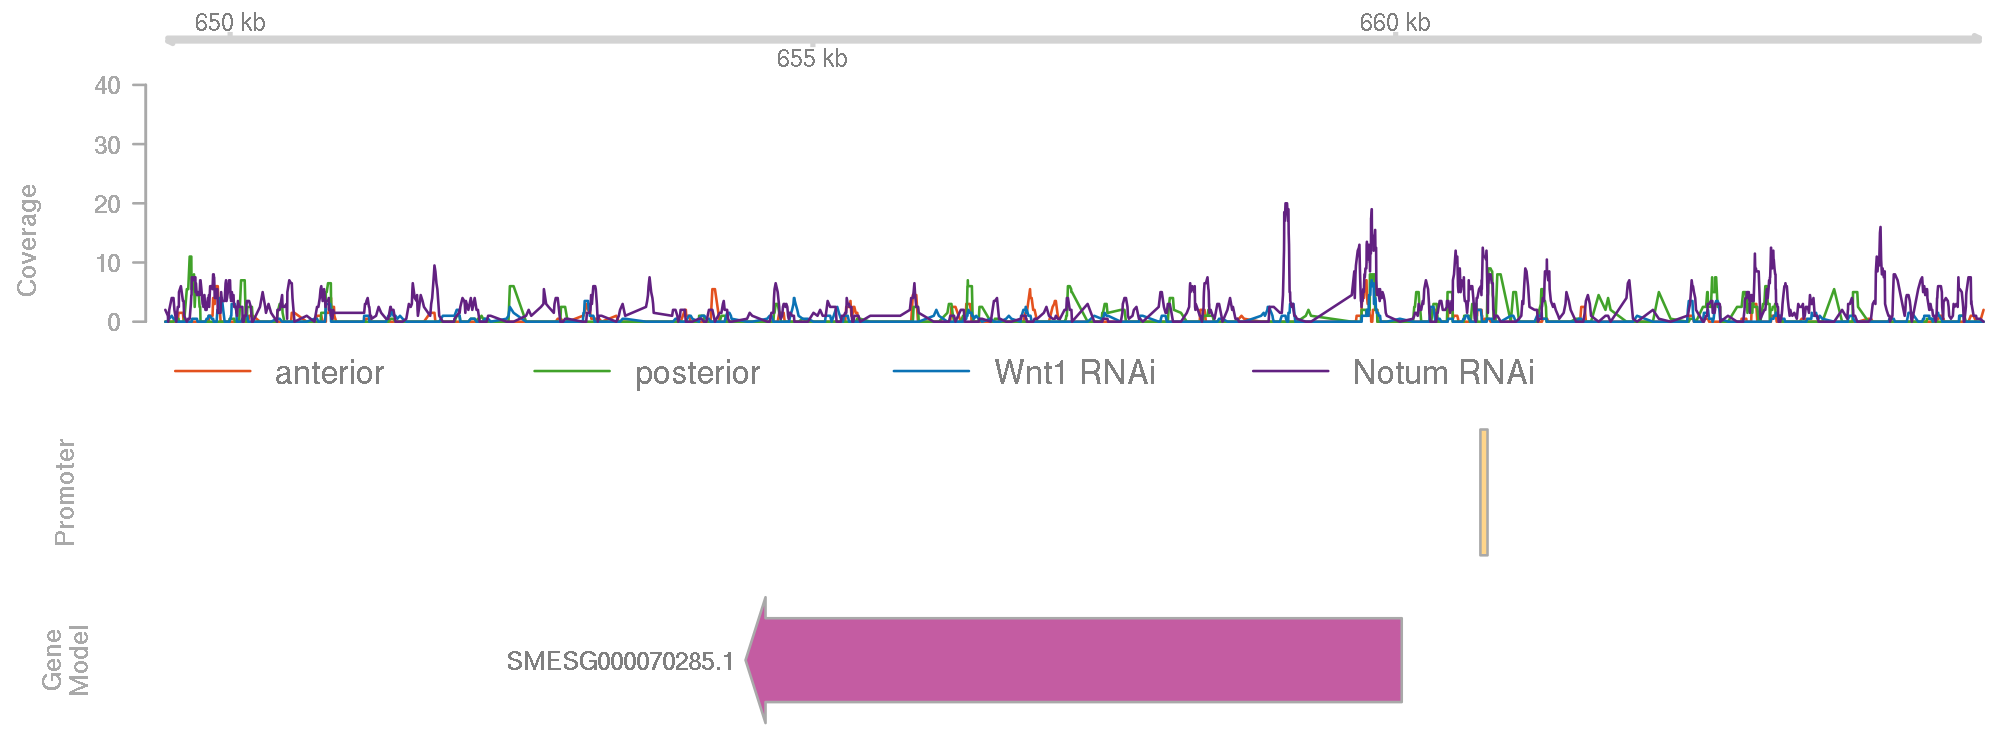 650 kb
660 kb
655 kb
40
30
20
10
0
Coverage
anterior
posterior
Wnt1 RNAi
Notum RNAi
Promoter
Gene
Model
SMESG000070285.1